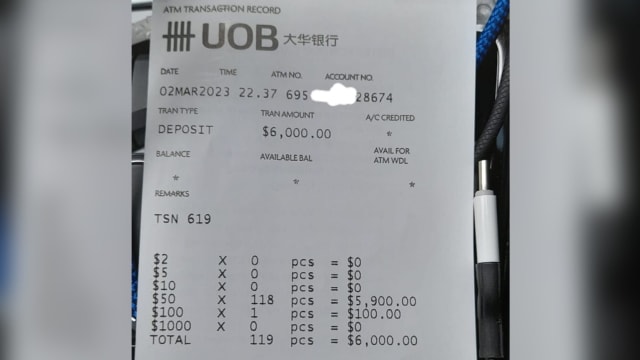 ATM TRANSACTION RECORD
UOB 大华银行
DATE TIME ATM NO. ACCOUNT NO.
02MAR2023 22.37 695 28674
TRAN TYPE TRAN AMOUNT A/C CREDITED
DEPOSIT $6,000.00 *
BALANCE AVAILABLE BAL AVAIL FOR ATM WDL
* * *
REMARKS
TSN 619
$2 X 0 pcs = $0
$5 X 0 pcs = $0
$10 X 0 pcs = $0
$50 X 118 pcs = $5,900.00
$100 X 1 pcs = $100.00
$1000 X 0 pcs = $0
TOTAL 119 pcs = $6,000.00